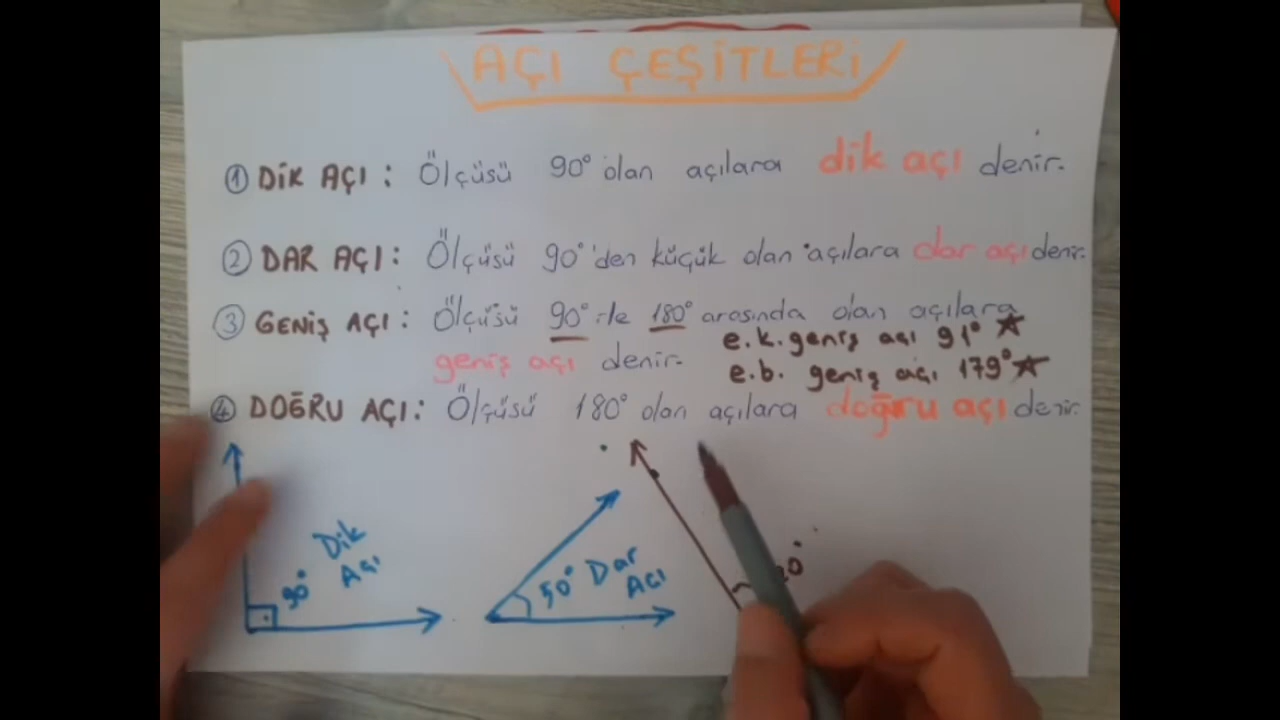 AÇI ÇEŞİTLERİ
① DİK AÇI : Ölçüsü 90° olan açılara dik açı denir.
② DAR AÇI : Ölçüsü 90°'den küçük olan açılara dar açı denir.
③ GENİŞ AÇI : Ölçüsü 90° ile 180° arasında olan açılara
geniş açı denir.
e.k. geniş açı 91° ★
e.b. geniş açı 179° ★
④ DOĞRU AÇI : Ölçüsü 180° olan açılara doğru açı denir.
90° Dik
Açı
50° Dar
Açı